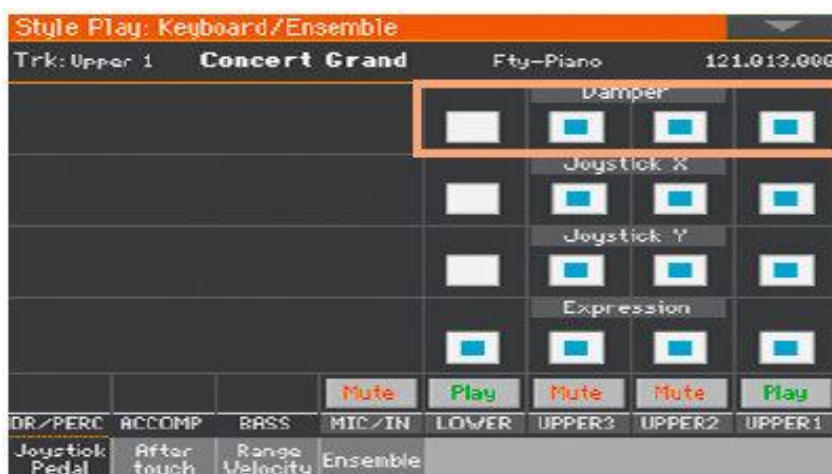 Style Play: Keyboard/Ensemble
Trk: Upper 1 Concert Grand Fty-Piano 121.013.000
Damper
Joystick X
Joystick Y
Expression
Mute Play Mute Mute Play
DR/PERC ACCOMP BASS MIC/IN LOWER UPPER3 UPPER2 UPPER1
Joystick After Range Ensemble
Pedal touch Velocity